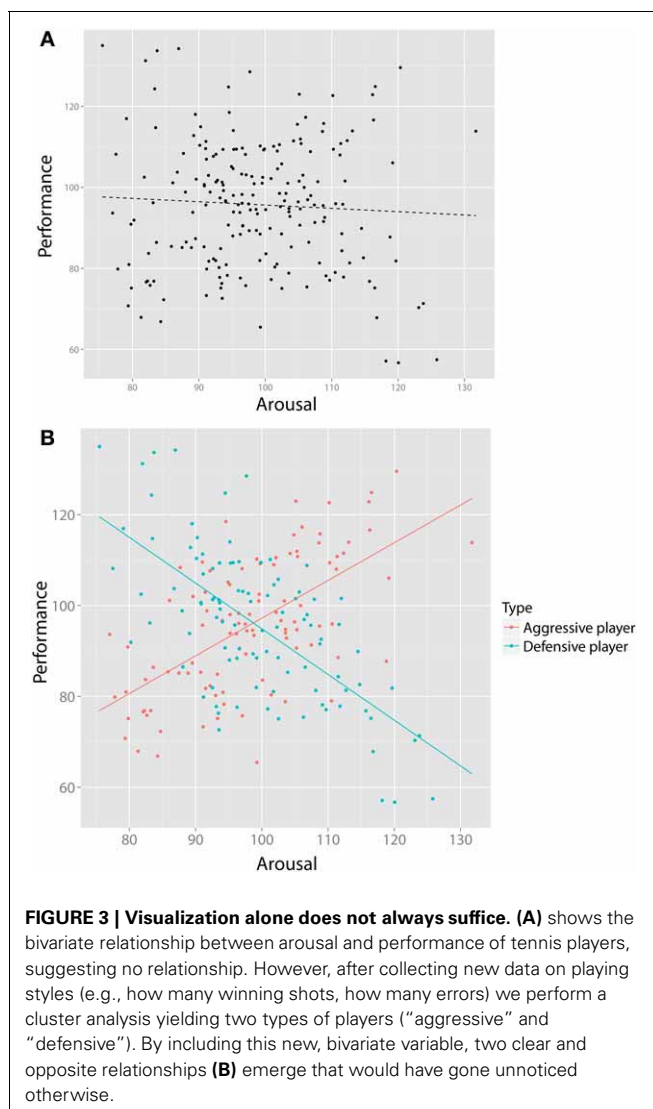 A
Performance
120
100
80
60
80 90 100 110 120 130
Arousal
B
Performance
120
100
80
60
80 90 100 110 120 130
Arousal
Type
Aggressive player
Defensive player
FIGURE 3 | Visualization alone does not always suffice. (A) shows the
bivariate relationship between arousal and performance of tennis players,
suggesting no relationship. However, after collecting new data on playing
styles (e.g., how many winning shots, how many errors) we perform a
cluster analysis yielding two types of players (“aggressive” and
“defensive”). By including this new, bivariate variable, two clear and
opposite relationships (B) emerge that would have gone unnoticed
otherwise.